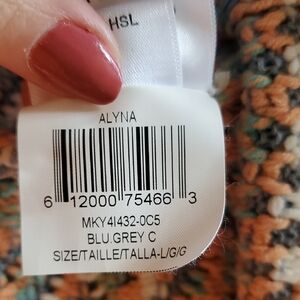 HSL
ALYNA
6 12000 75466 3
MKY4I432-0C5
BLU.GREY C
SIZE/TAILLE/TALLA-L/G/G